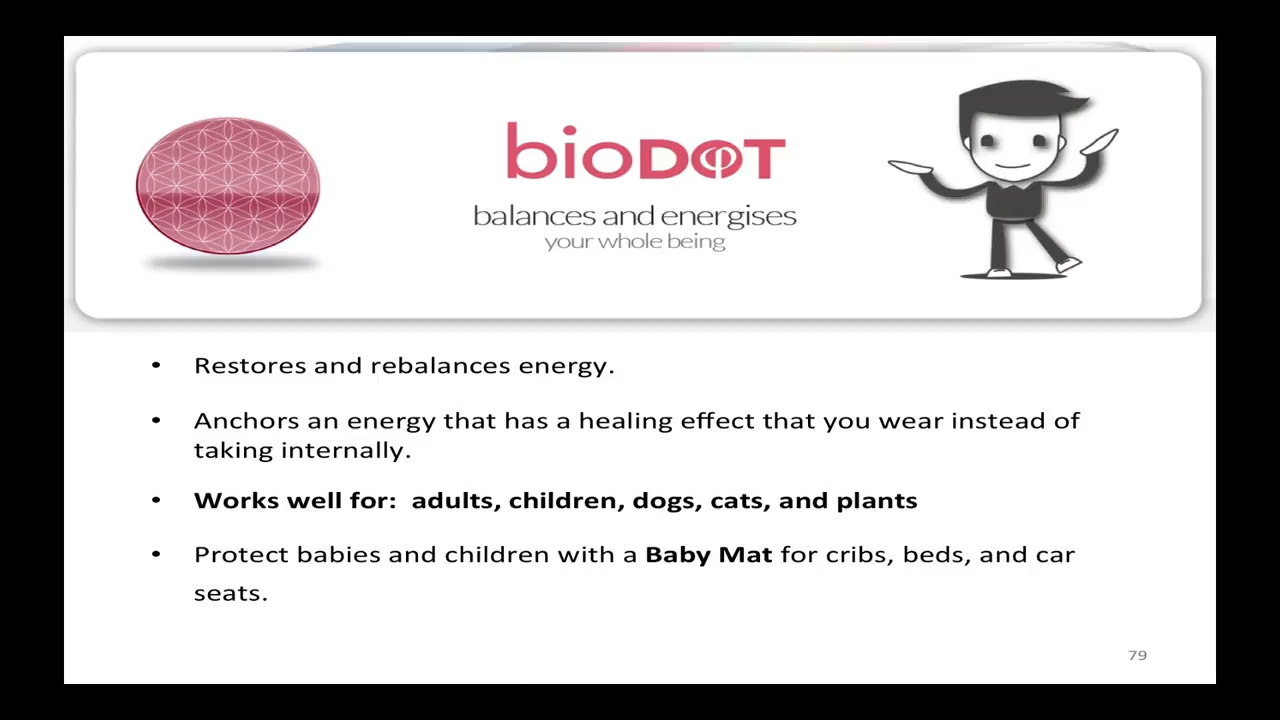 bioDOT
balances and energises
your whole being
• Restores and rebalances energy.
• Anchors an energy that has a healing effect that you wear instead of
taking internally.
• Works well for: adults, children, dogs, cats, and plants
• Protect babies and children with a Baby Mat for cribs, beds, and car
seats.
79